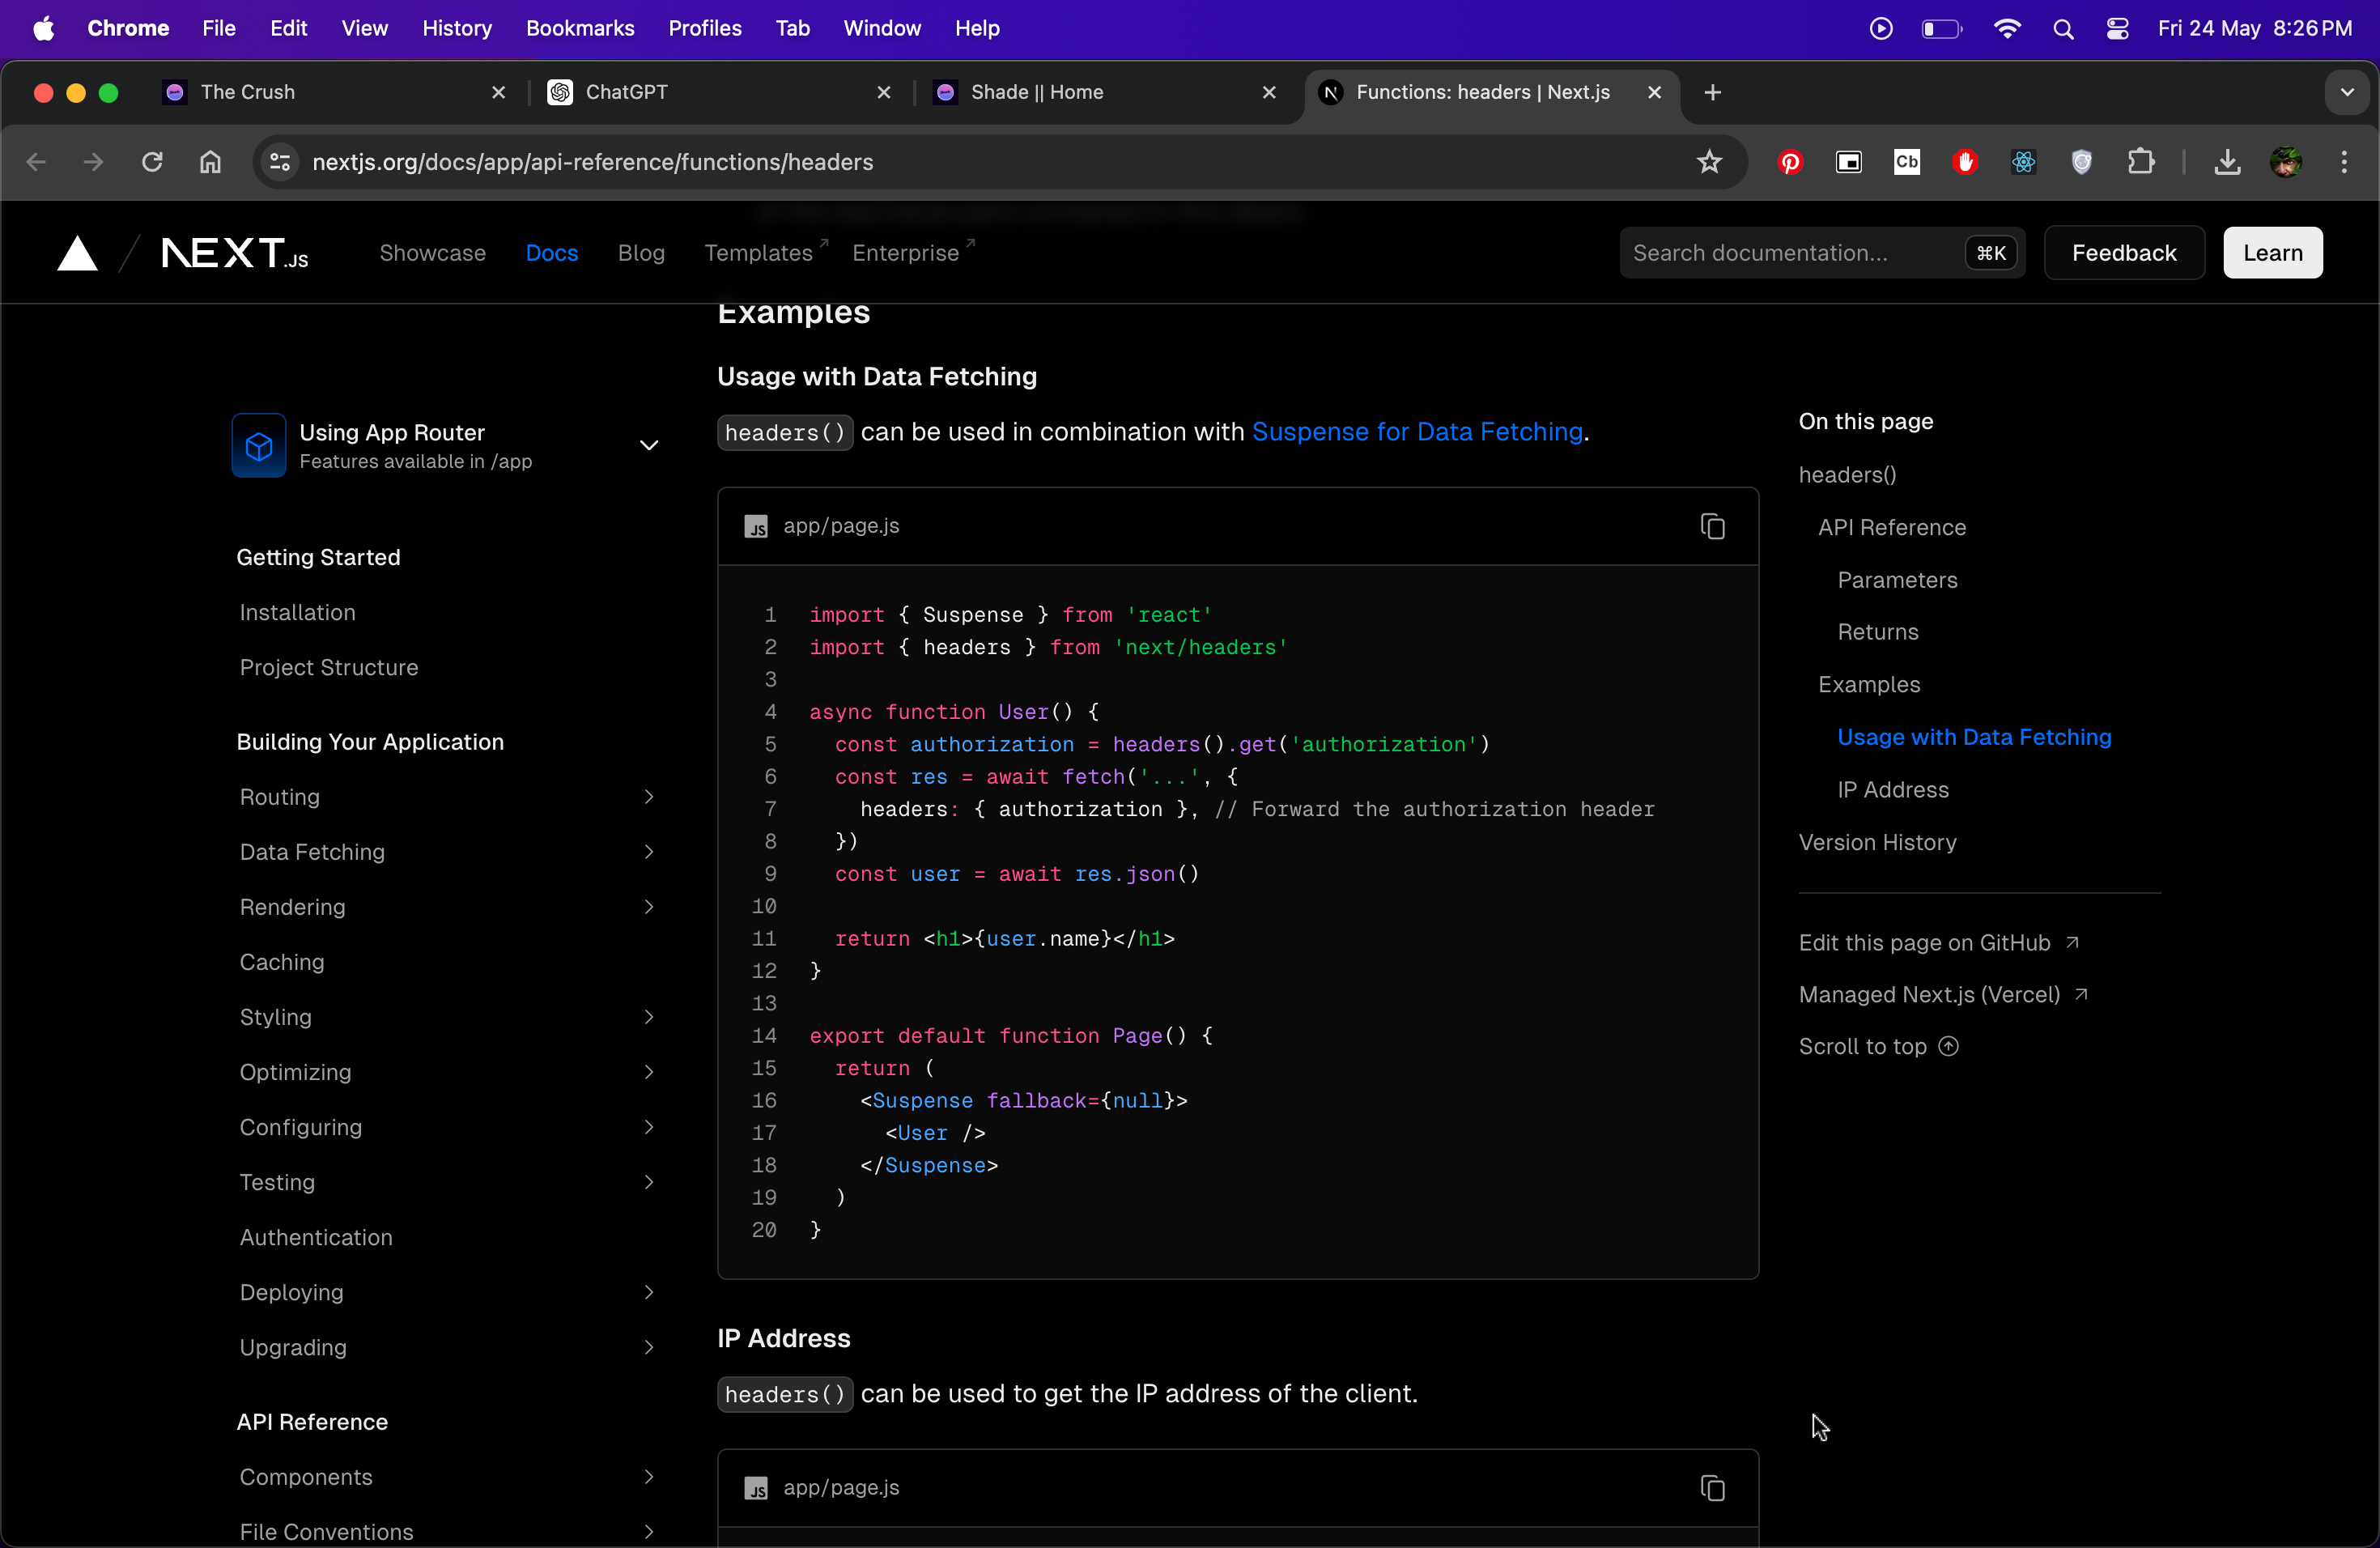 Chrome File Edit View History Bookmarks Profiles Tab Window Help Fri 24 May 8:26 PM
The Crush ChatGPT Shade || Home Functions: headers | Next.js
nextjs.org/docs/app/api-reference/functions/headers Cb
NEXT.JS Showcase Docs Blog Templates Enterprise Search documentation... ⌘K Feedback Learn
Using App Router
Features available in /app
Getting Started
Installation
Project Structure
Building Your Application
Routing
Data Fetching
Rendering
Caching
Styling
Optimizing
Configuring
Testing
Authentication
Deploying
Upgrading
API Reference
Components
File Conventions
Examples
Usage with Data Fetching
headers() can be used in combination with Suspense for Data Fetching.
JS app/page.js
1 import { Suspense } from 'react'
2 import { headers } from 'next/headers'
3
4 async function User() {
5 const authorization = headers().get('authorization')
6 const res = await fetch('...', {
7 headers: { authorization }, // Forward the authorization header
8 })
9 const user = await res.json()
10
11 return <h1>{user.name}</h1>
12 }
13
14 export default function Page() {
15 return (
16 <Suspense fallback={null}>
17 <User />
18 </Suspense>
19 )
20 }
IP Address
headers() can be used to get the IP address of the client.
JS app/page.js
On this page
headers()
API Reference
Parameters
Returns
Examples
Usage with Data Fetching
IP Address
Version History
Edit this page on GitHub
Managed Next.js (Vercel)
Scroll to top